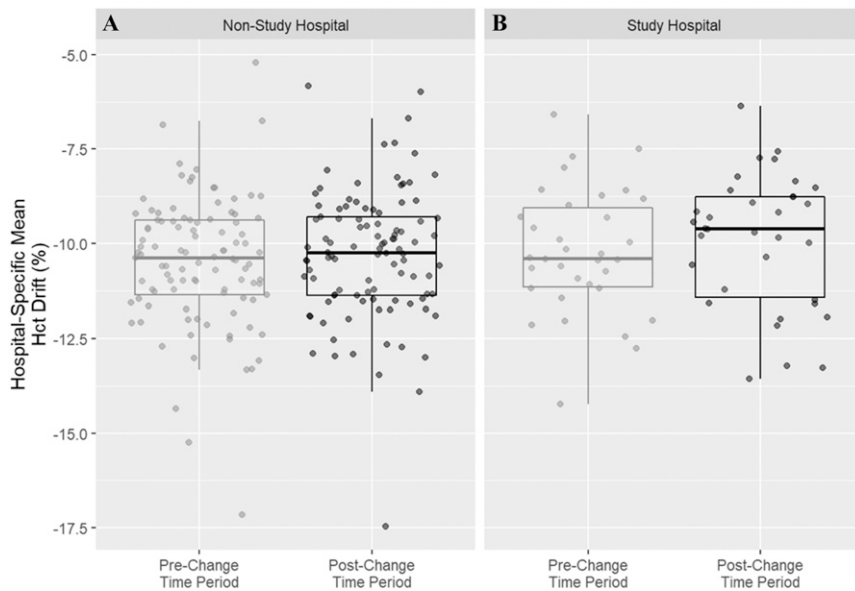 A
Non-Study Hospital
B
Study Hospital
Hospital-Specific Mean
Hct Drift (%)
-5.0
-7.5
-10.0
-12.5
-15.0
-17.5
Pre-Change
Time Period
Post-Change
Time Period
Pre-Change
Time Period
Post-Change
Time Period